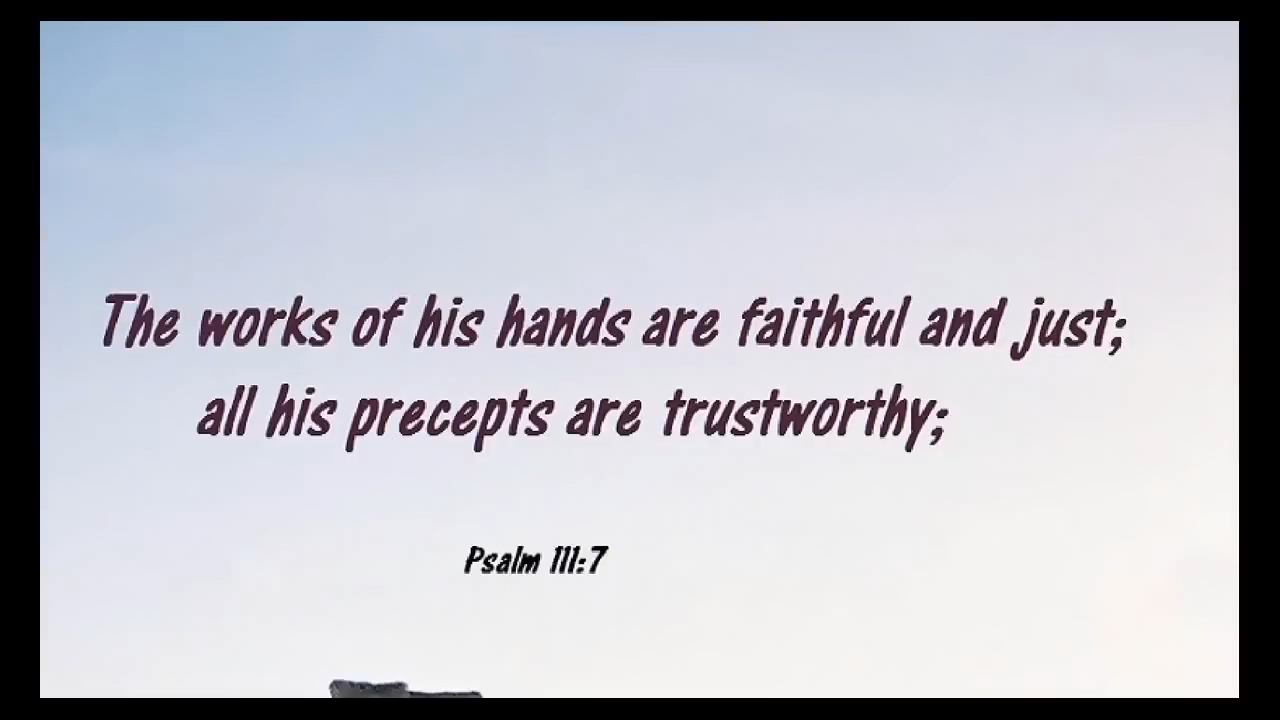 The works of his hands are faithful and just;
all his precepts are trustworthy;
Psalm 111:7